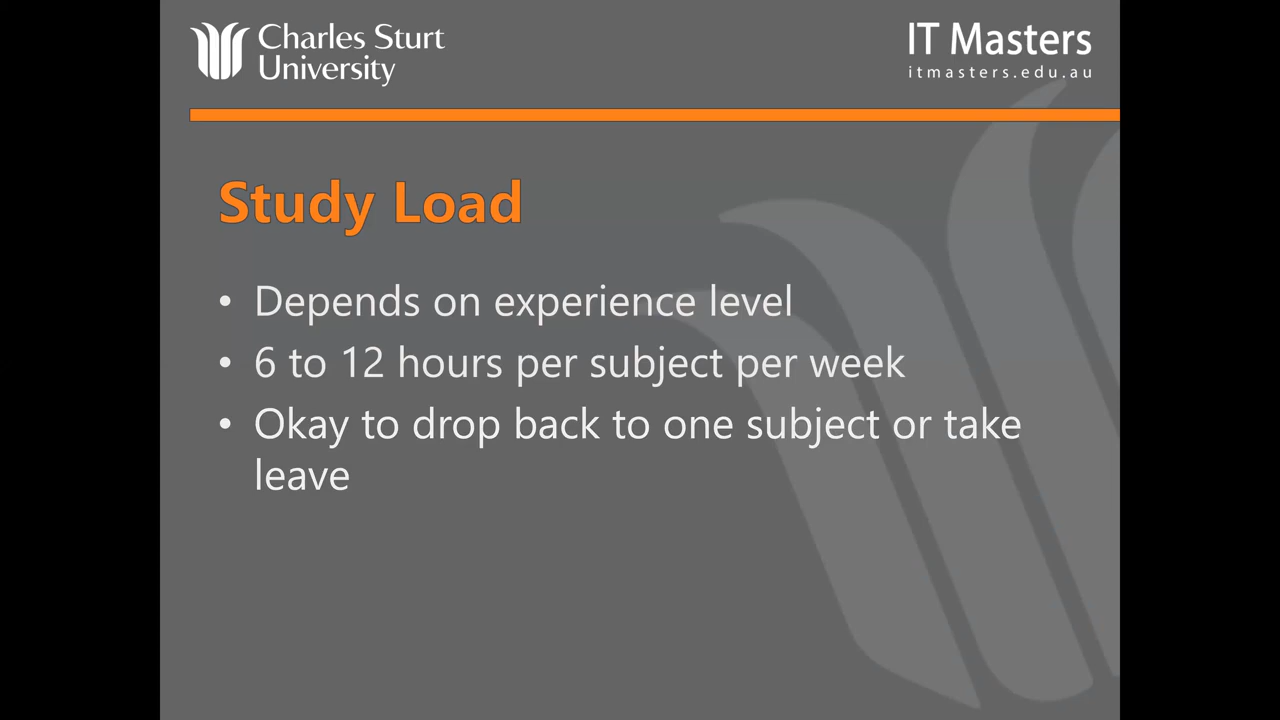 Charles Sturt
University
IT Masters
itmasters.edu.au
Study Load
• Depends on experience level
• 6 to 12 hours per subject per week
• Okay to drop back to one subject or take
leave